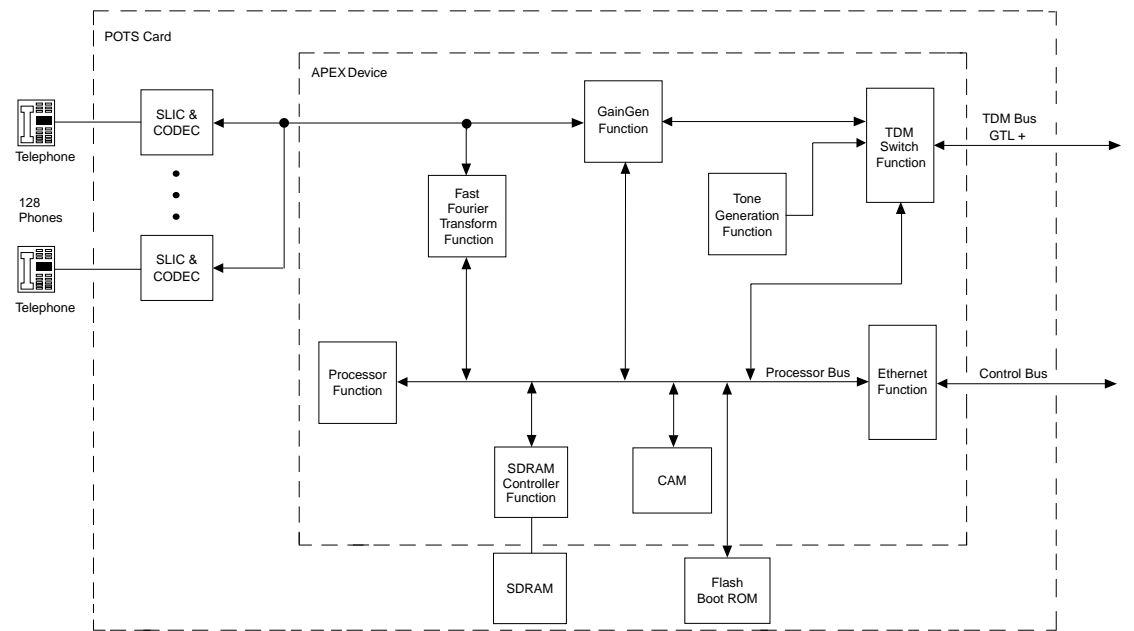 POTS Card
APEX Device
SLIC &
CODEC
Telephone
GainGen
Function
TDM
Switch
Function
TDM Bus
GTL +
128
Phones
Fast
Fourier
Transform
Function
Tone
Generation
Function
SLIC &
CODEC
Telephone
Processor
Function
Processor Bus
Ethernet
Function
Control Bus
SDRAM
Controller
Function
CAM
SDRAM
Flash
Boot ROM